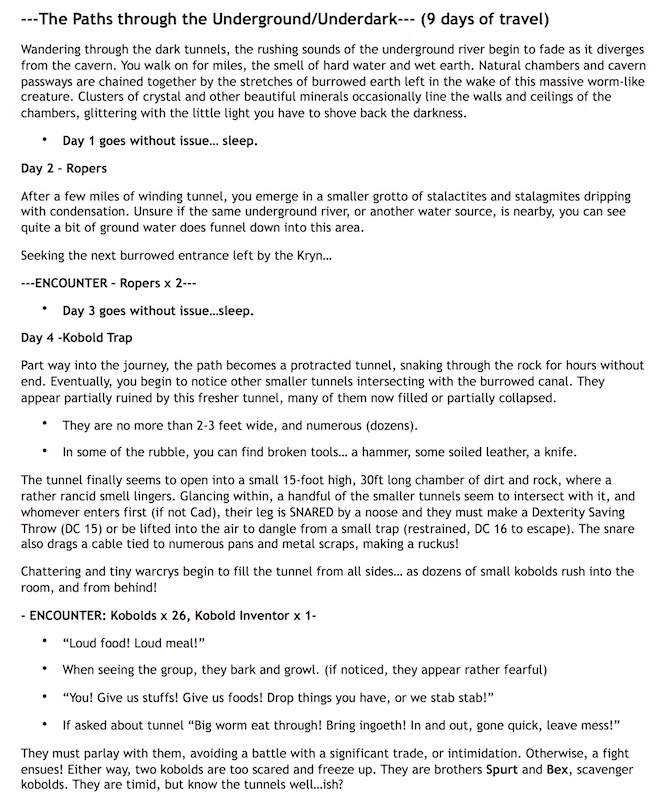 ---The Paths through the Underground/Underdark--- (9 days of travel)
Wandering through the dark tunnels, the rushing sounds of the underground river begin to fade as it diverges
from the cavern. You walk on for miles, the smell of hard water and wet earth. Natural chambers and cavern
passways are chained together by the stretches of burrowed earth left in the wake of this massive worm-like
creature. Clusters of crystal and other beautiful minerals occasionally line the walls and ceilings of the
chambers, glittering with the little light you have to shove back the darkness.
• Day 1 goes without issue… sleep.
Day 2 – Ropers
After a few miles of winding tunnel, you emerge in a smaller grotto of stalactites and stalagmites dripping
with condensation. Unsure if the same underground river, or another water source, is nearby, you can see
quite a bit of ground water does funnel down into this area.
Seeking the next burrowed entrance left by the Kryn…
---ENCOUNTER – Ropers x 2---
• Day 3 goes without issue…sleep.
Day 4 -Kobold Trap
Part way into the journey, the path becomes a protracted tunnel, snaking through the rock for hours without
end. Eventually, you begin to notice other smaller tunnels intersecting with the burrowed canal. They
appear partially ruined by this fresher tunnel, many of them now filled or partially collapsed.
• They are no more than 2-3 feet wide, and numerous (dozens).
• In some of the rubble, you can find broken tools… a hammer, some soiled leather, a knife.
The tunnel finally seems to open into a small 15-foot high, 30ft long chamber of dirt and rock, where a
rather rancid smell lingers. Glancing within, a handful of the smaller tunnels seem to intersect with it, and
whomever enters first (if not Cad), their leg is SNARED by a noose and they must make a Dexterity Saving
Throw (DC 15) or be lifted into the air to dangle from a small trap (restrained, DC 16 to escape). The snare
also drags a cable tied to numerous pans and metal scraps, making a ruckus!
Chattering and tiny warcrys begin to fill the tunnel from all sides… as dozens of small kobolds rush into the
room, and from behind!
- ENCOUNTER: Kobolds x 26, Kobold Inventor x 1-
• “Loud food! Loud meal!”
• When seeing the group, they bark and growl. (if noticed, they appear rather fearful)
• “You! Give us stuffs! Give us foods! Drop things you have, or we stab stab!”
• If asked about tunnel “Big worm eat through! Bring ingoeth! In and out, gone quick, leave mess!”
They must parlay with them, avoiding a battle with a significant trade, or intimidation. Otherwise, a fight
ensues! Either way, two kobolds are too scared and freeze up. They are brothers Spurt and Bex, scavenger
kobolds. They are timid, but know the tunnels well…ish?